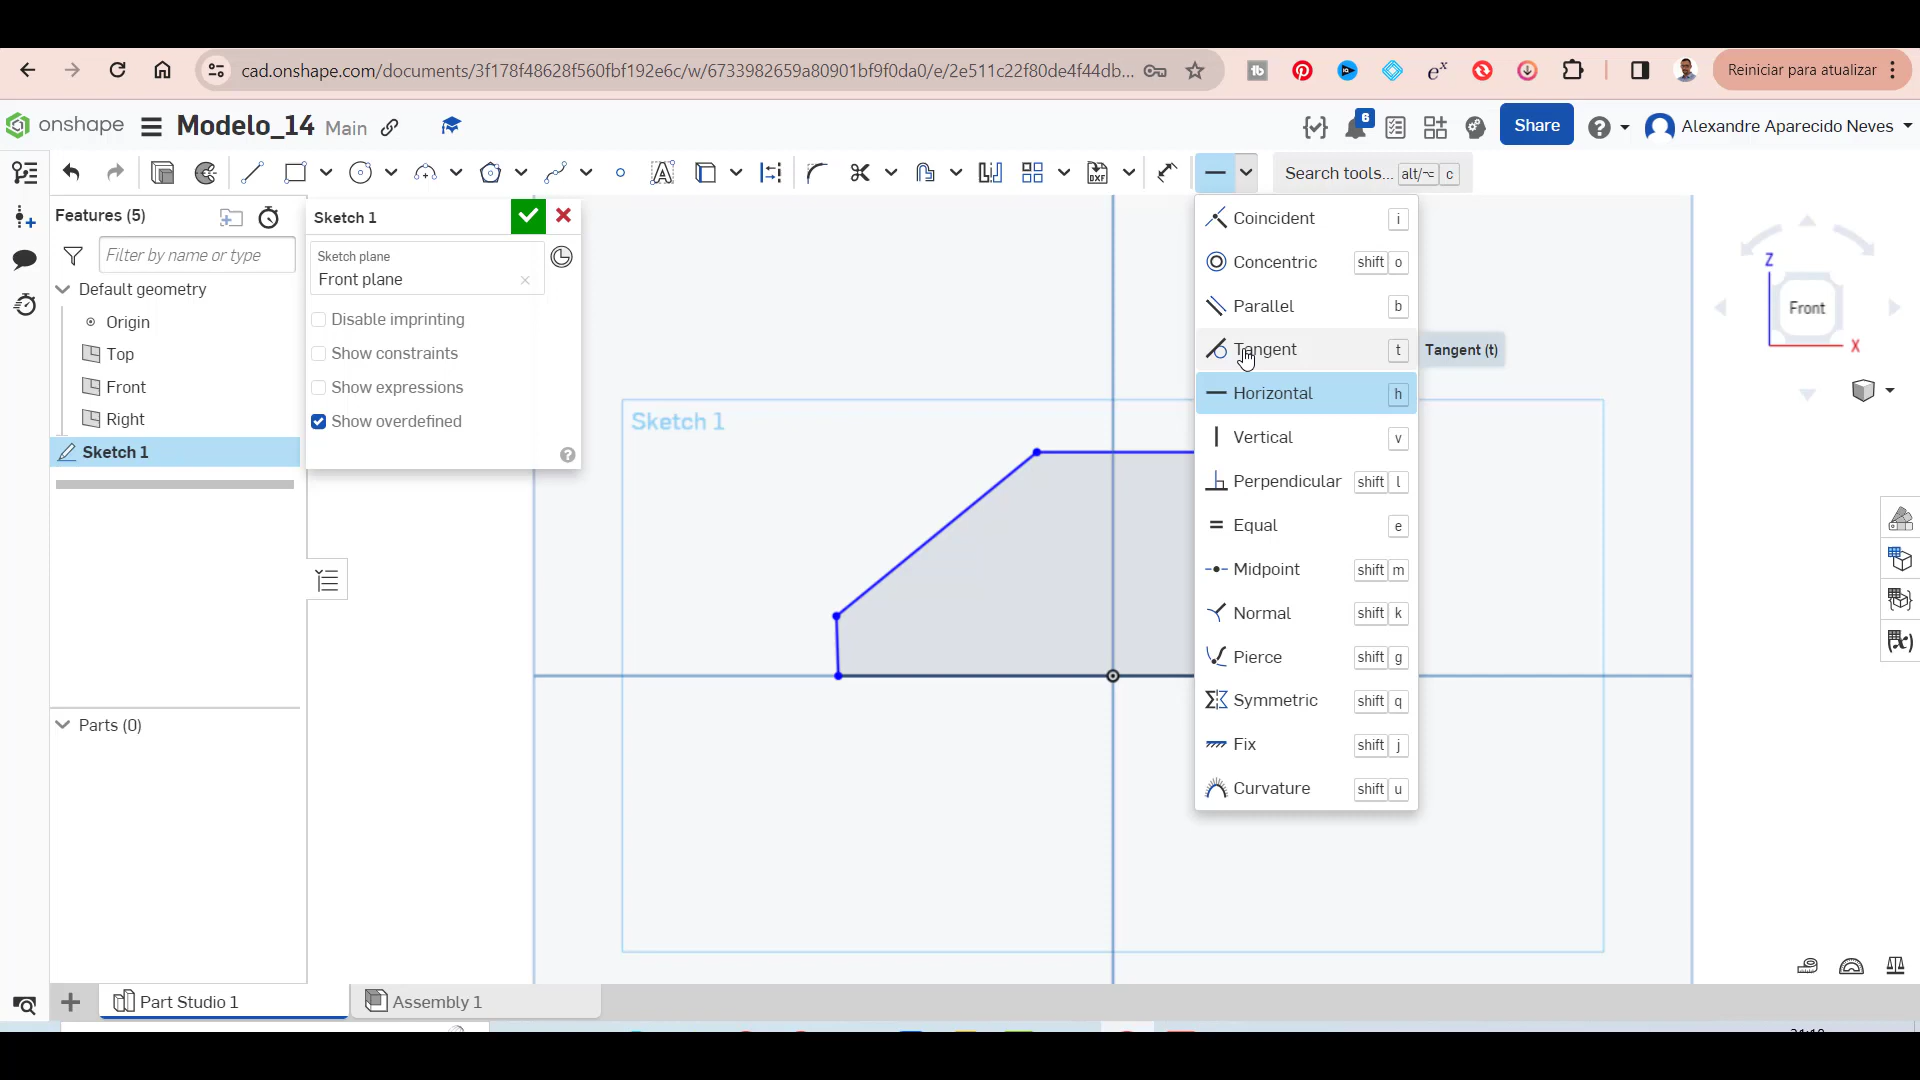 cad.onshape.com/documents/3f178f48628f560fbf192e6c/w/6733982659a80901bf9f0da0/e/2e511c22f80de4f44db...
Reiniciar para atualizar
onshape
Modelo_14 Main
6
Share
Alexandre Aparecido Neves
Search tools... alt/⌥ c
Features (5)
Filter by name or type
Default geometry
Origin
Top
Front
Right
Sketch 1
Parts (0)
Sketch 1
Sketch plane
Front plane
Disable imprinting
Show constraints
Show expressions
Show overdefined
Sketch 1
Coincident i
Concentric shift o
Parallel b
Tangent t
Tangent (t)
Horizontal h
Vertical v
Perpendicular shift l
Equal e
Midpoint shift m
Normal shift k
Pierce shift g
Symmetric shift q
Fix shift j
Curvature shift u
Z
Front
X
Part Studio 1
Assembly 1